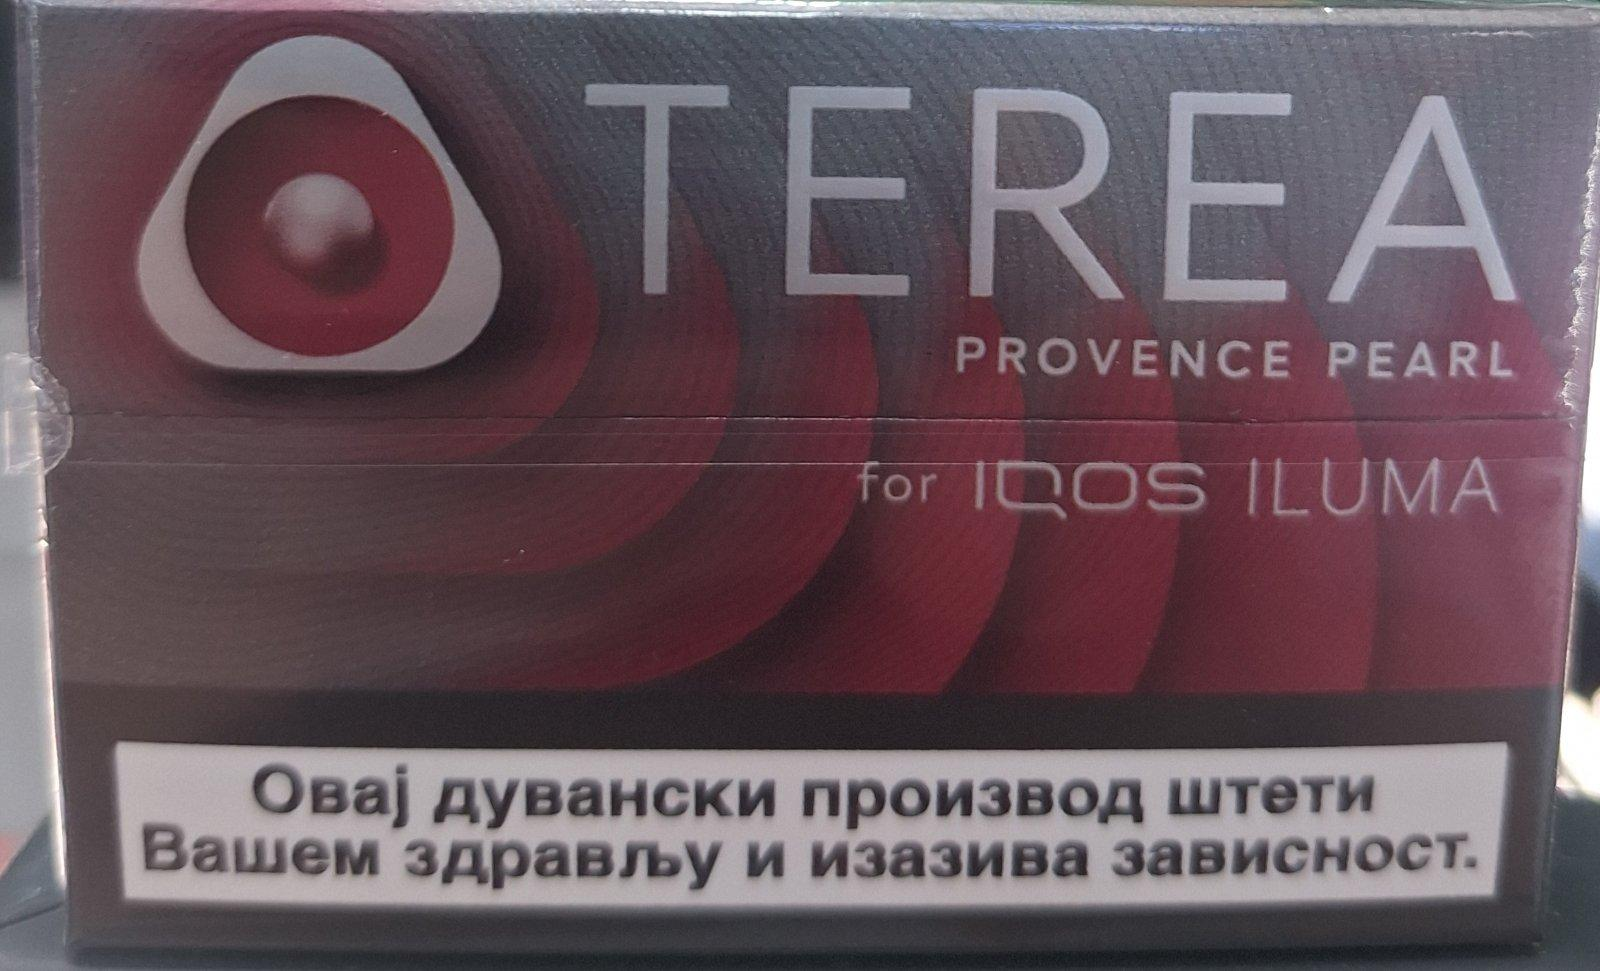 TEREA
PROVENCE PEARL
for IQOS ILUMA
Овај дувански производ штети
Вашем здрављу и изазива зависност.